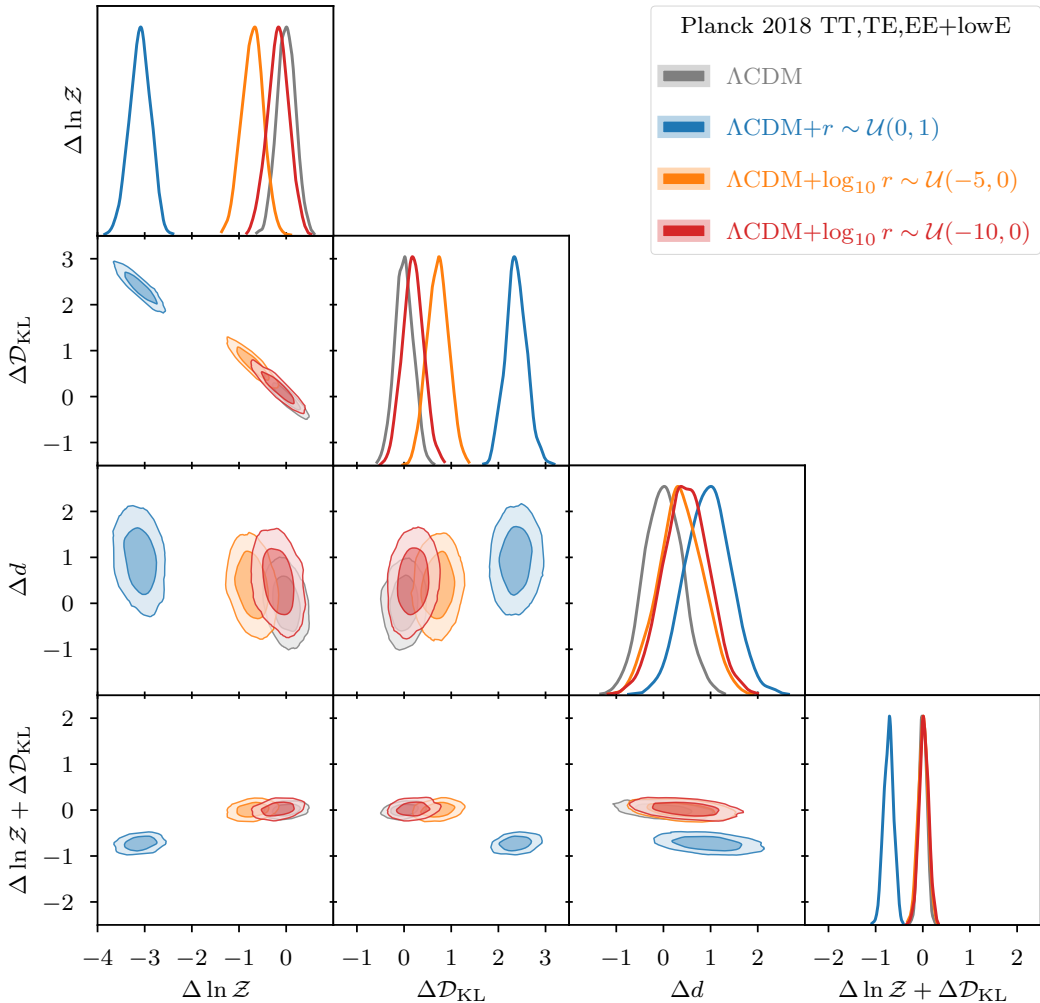 Planck 2018 TT,TE,EE+lowE
ΛCDM
ΛCDM+r ∼ 𝒰(0, 1)
ΛCDM+log₁₀ r ∼ 𝒰(−5, 0)
ΛCDM+log₁₀ r ∼ 𝒰(−10, 0)
Δ ln 𝒵
3
2
1
0
−1
Δ𝒟_KL
2
1
0
−1
Δd
2
1
0
−1
−2
Δ ln 𝒵 + Δ𝒟_KL
−4 −3 −2 −1 0
−1 0 1 2 3
−1 0 1 2
−2 −1 0 1 2
Δ ln 𝒵
Δ𝒟_KL
Δd
Δ ln 𝒵 + Δ𝒟_KL